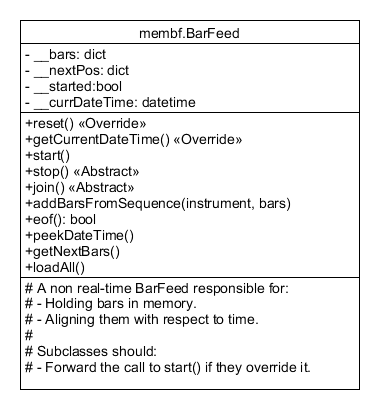 membf.BarFeed
- __bars: dict
- __nextPos: dict
- __started:bool
- __currDateTime: datetime
+reset() «Override»
+getCurrentDateTime() «Override»
+start()
+stop() «Abstract»
+join() «Abstract»
+addBarsFromSequence(instrument, bars)
+eof(): bool
+peekDateTime()
+getNextBars()
+loadAll()
# A non real-time BarFeed responsible for:
# - Holding bars in memory.
# - Aligning them with respect to time.
#
# Subclasses should:
# - Forward the call to start() if they override it.